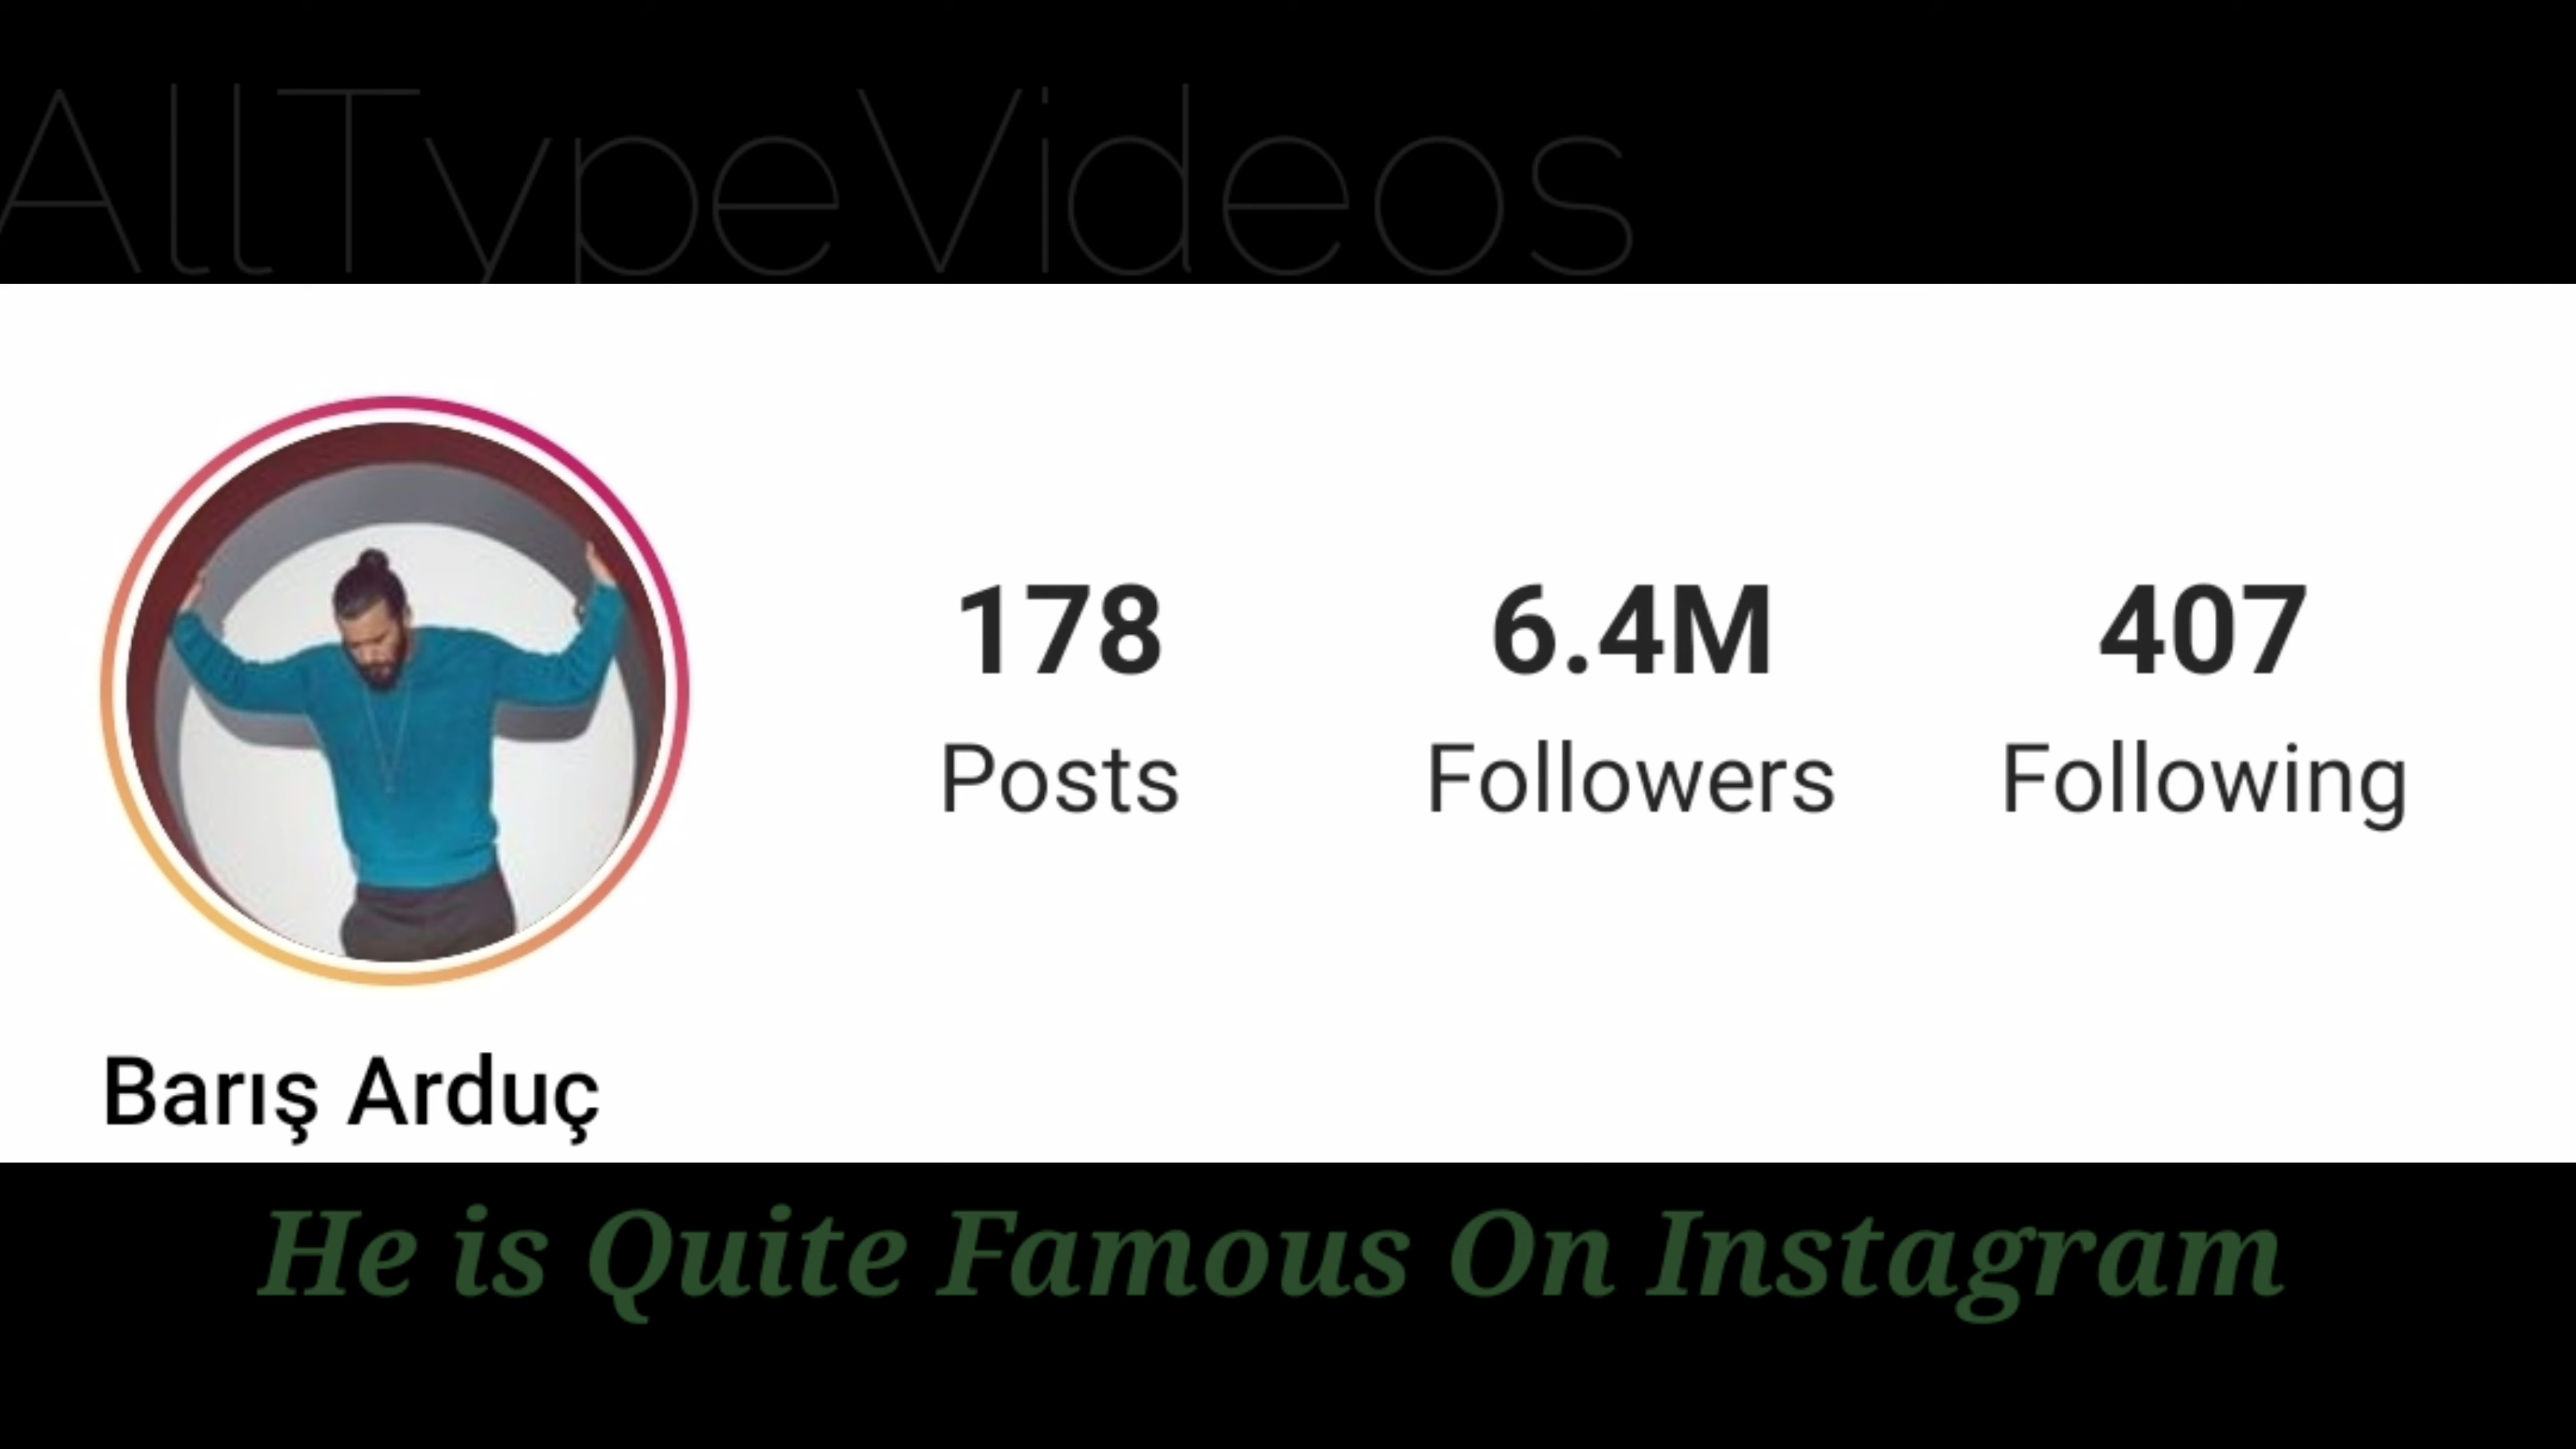 AllTypeVideos
178 6.4M 407
Posts Followers Following
Barış Arduç
He is Quite Famous On Instagram